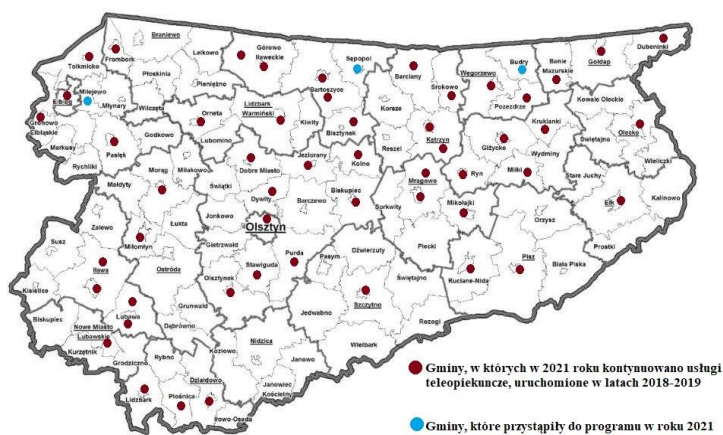 Dubeninki
Gołdap
Braniewo
Górowo
Iławeckie
Sępopol
Budry
Banie
Mazurskie
Frombork
Lelkowo
Tolkmicko
Płoskinia
Pieniężno
Bartoszyce
Barciany
Węgorzewo
Srokowo
Pozezdrze
Kowale Oleckie
Milejewo
Elbląg
Młynary
Wilczęta
Orneta
Lidzbark
Warmiński
Kiwity
Bisztynek
Korsze
Kruklanki
Olecko
Gronowo
Elbląskie
Godkowo
Lubomino
Reszel
Kętrzyn
Giżycko
Świętajno
Markusy
Pasłęk
Rychliki
Jeziorany
Kolno
Wydminy
Wieliczki
Dobre Miasto
Małdyty
Morąg
Miłakowo
Świątki
Dywity
Biskupiec
Mrągowo
Ryn
Miłki
Stare Juchy
Sorkwity
Mikołajki
Ełk
Kalinowo
Łukta
Jonkowo
Barczewo
Orzysz
Zalewo
Miłomłyn
Olsztyn
Piecki
Prostki
Susz
Gietrzwałd
Purda
Pasym
Dźwierzuty
Pisz
Biała Piska
Iława
Ostróda
Olsztynek
Stawiguda
Świętajno
Ruciane-Nida
Kisielice
Grunwald
Jedwabno
Szczytno
Biskupiec
Lubawa
Dąbrówno
Rozogi
Nowe Miasto
Lubawskie
Nidzica
Wielbark
Kurzętnik
Grodziczno
Rybno
Kozłowo
Janowo
Działdowo
Janowiec
Kościelny
Lidzbark
Płośnica
Iłowo-Osada
Gminy, w których w 2021 roku kontynuowano usługi
teleopiekuncze, uruchomione w latach 2018-2019
Gminy, które przystąpiły do programu w roku 2021